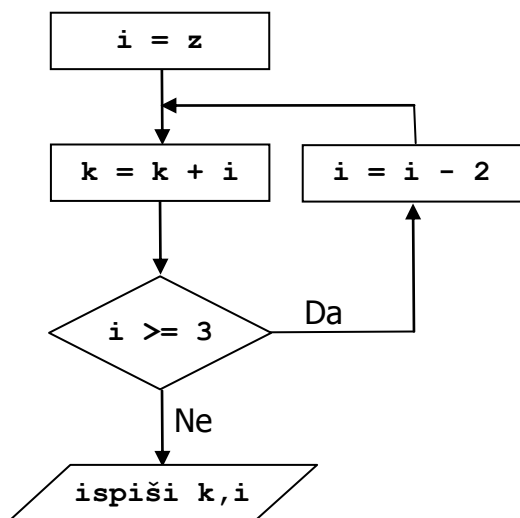 i = z
k = k + i
i = i - 2
i >= 3
Da
Ne
ispiši k,i